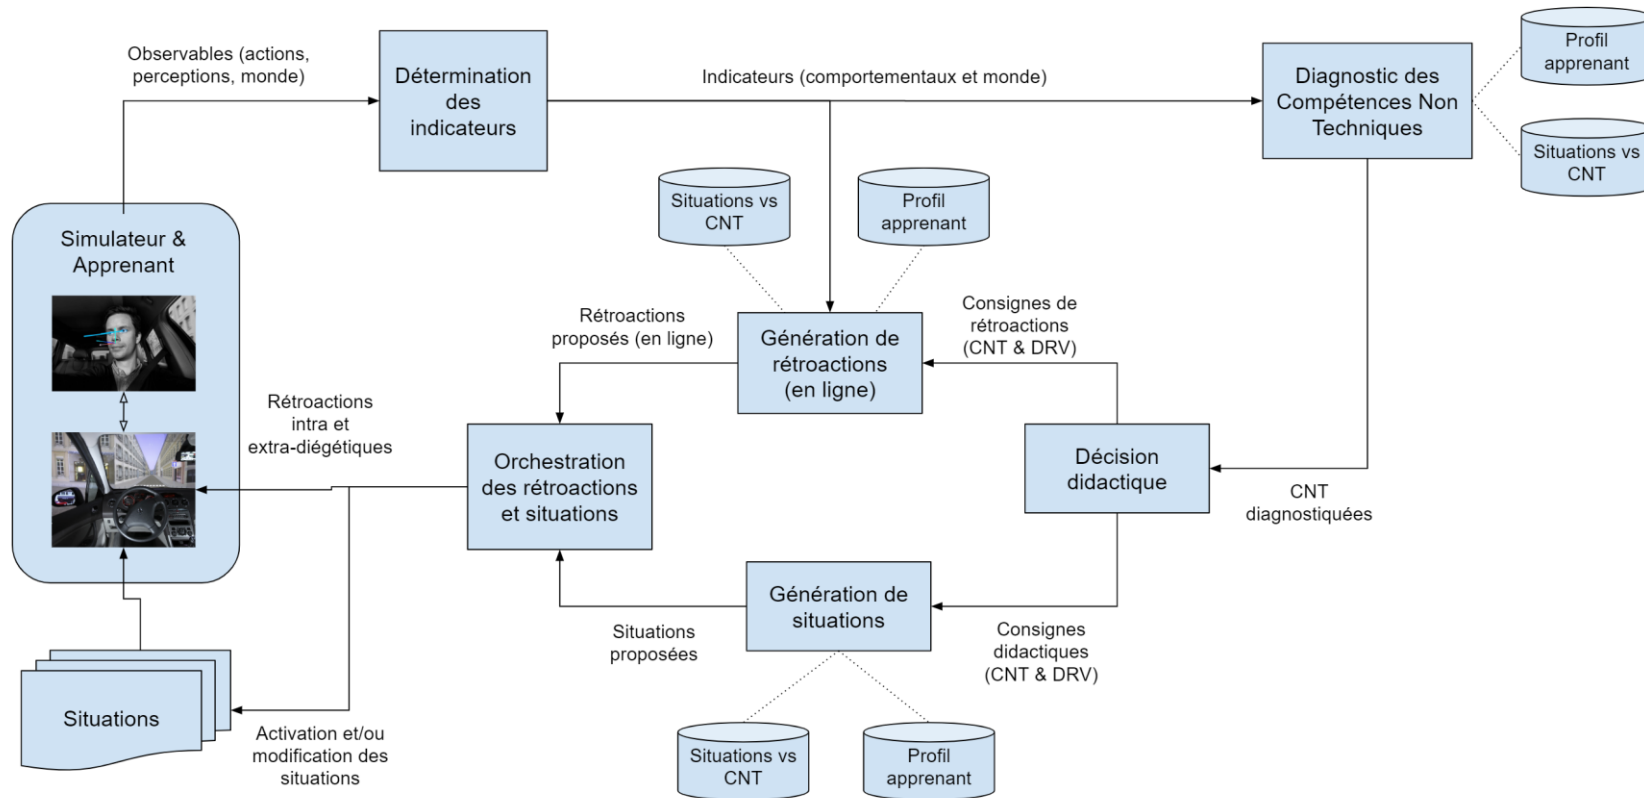 Observables (actions,
perceptions, monde)
Détermination
des
indicateurs
Indicateurs (comportementaux et monde)
Diagnostic des
Compétences Non
Techniques
Profil
apprenant
Situations vs
CNT
Situations vs
CNT
Profil
apprenant
Simulateur &
Apprenant
Rétroactions
proposés (en ligne)
Génération de
rétroactions
(en ligne)
Consignes de
rétroactions
(CNT & DRV)
Rétroactions
intra et
extra-diégétiques
Orchestration
des rétroactions
et situations
Décision
didactique
CNT
diagnostiquées
Génération de
situations
Situations
proposées
Consignes
didactiques
(CNT & DRV)
Situations
Activation et/ou
modification des
situations
Situations vs
CNT
Profil
apprenant